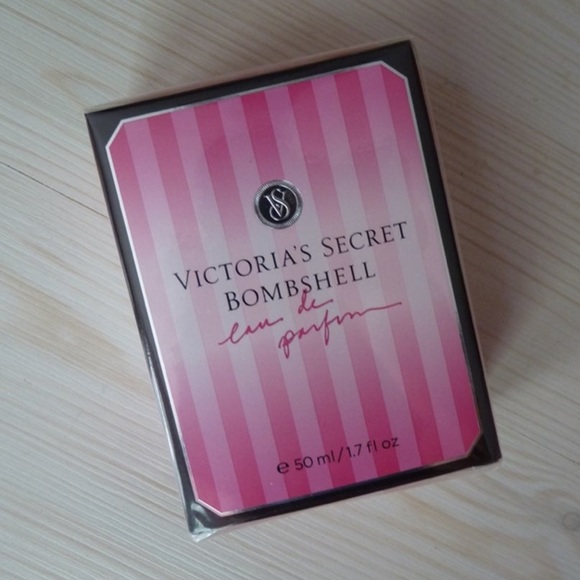 VS
VICTORIA'S SECRET
BOMBSHELL
eau de
parfum
e 50 ml/1.7 fl oz